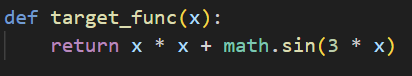 def target_func(x):
    return x * x + math.sin(3 * x)